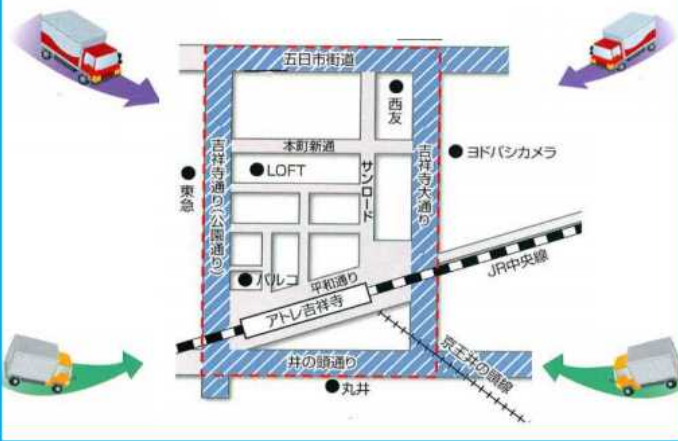 五日市街道
西友
本町新通
ヨドバシカメラ
LOFT
サンロード
吉祥寺大通り
東急
吉祥寺通り(公園通り)
パルコ
平和通り
JR中央線
アトレ吉祥寺
井の頭通り
京王井の頭線
丸井